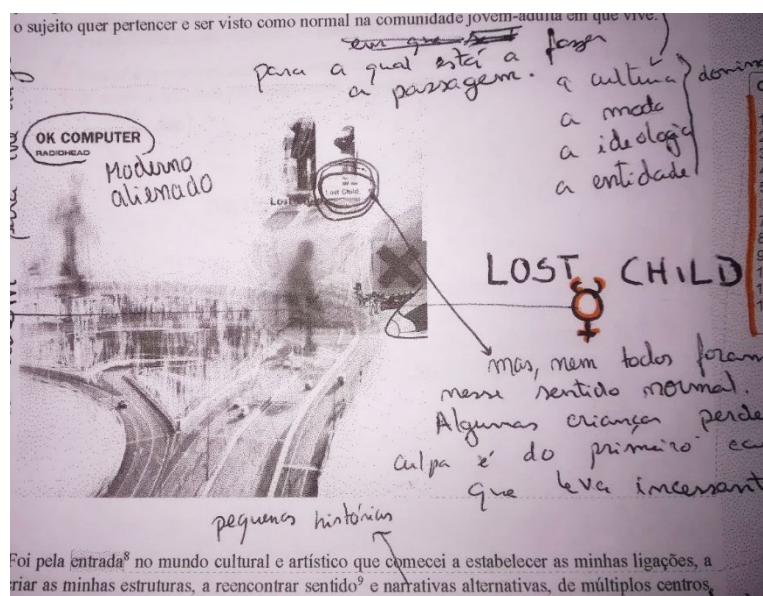 o sujeito quer pertencer e ser visto como normal na comunidade jovem-adulta em que vive.
para a qual está a fazer
a passagem.
a cultura
a moda
a ideologia
a entidade
OK COMPUTER
RADIOHEAD
Moderno
alienado
Lost Child
LOST CHILD
mas, nem todos foram
nesse sentido normal.
Algumas crianças perde
culpa é do primeiro
que leva incessant
pequenas histórias
Foi pela entrada⁸ no mundo cultural e artístico que comecei a estabelecer as minhas ligações, a
riar as minhas estruturas, a reencontrar sentido⁹ e narrativas alternativas, de múltiplos centros,